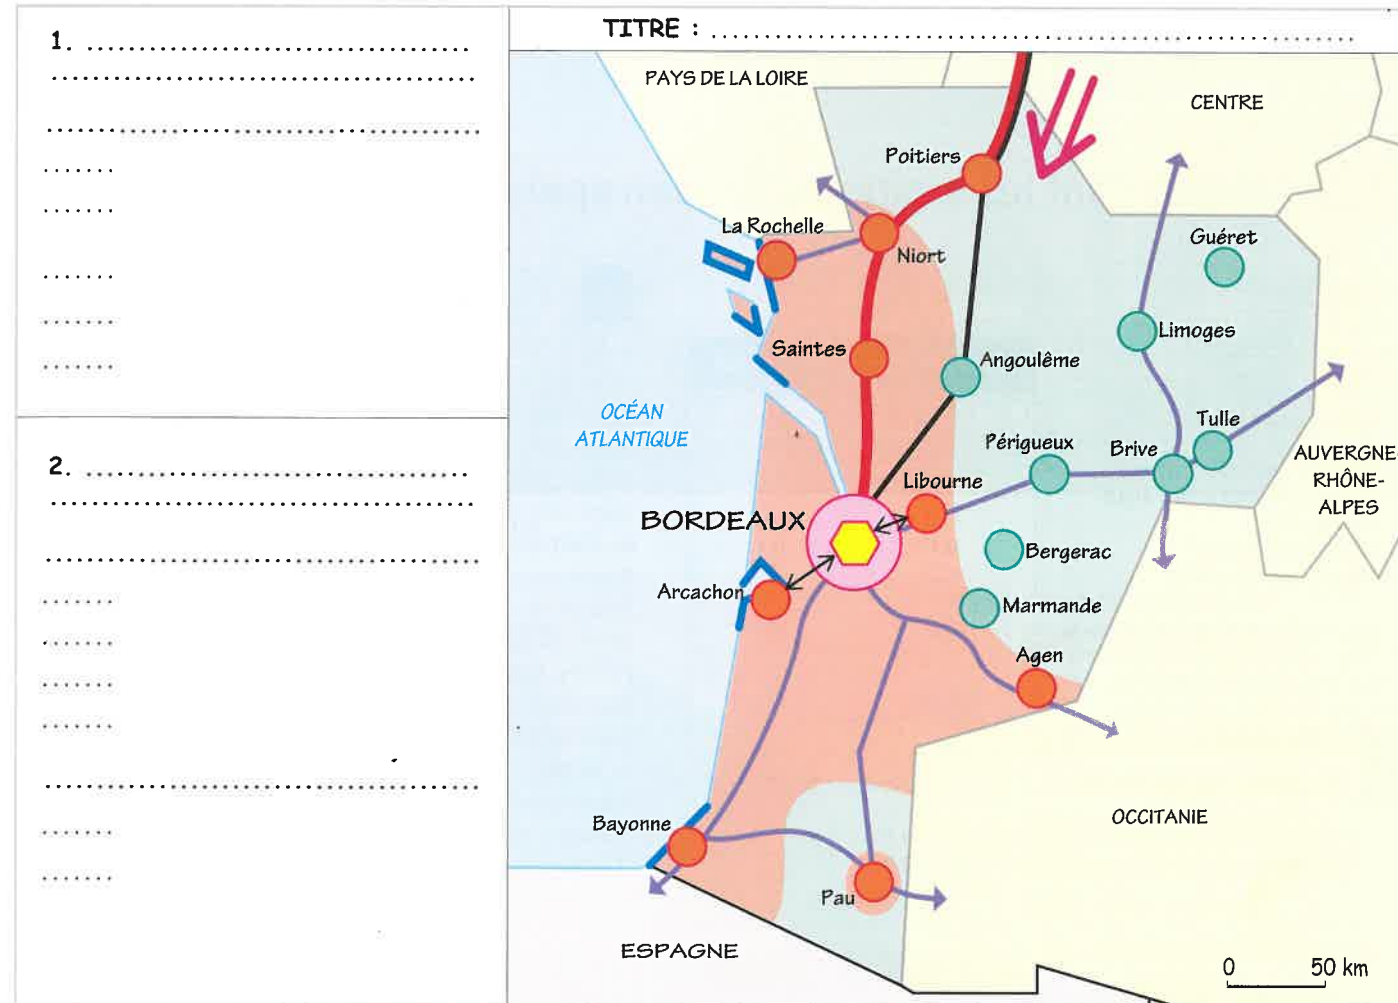 1. ......................................
..........................................
...........................................
.......
.......
.......
.......
.......
2. ......................................
..........................................
...........................................
.......
.......
.......
.......
...........................................
.......
.......
TITRE : ................................................................
PAYS DE LA LOIRE
CENTRE
Poitiers
La Rochelle
Niort
Guéret
Limoges
Saintes
Angoulême
OCÉAN
ATLANTIQUE
Périgueux
Brive
Tulle
AUVERGNE-
RHÔNE-
ALPES
Libourne
BORDEAUX
Bergerac
Arcachon
Marmande
Agen
OCCITANIE
Bayonne
Pau
ESPAGNE
0 50 km